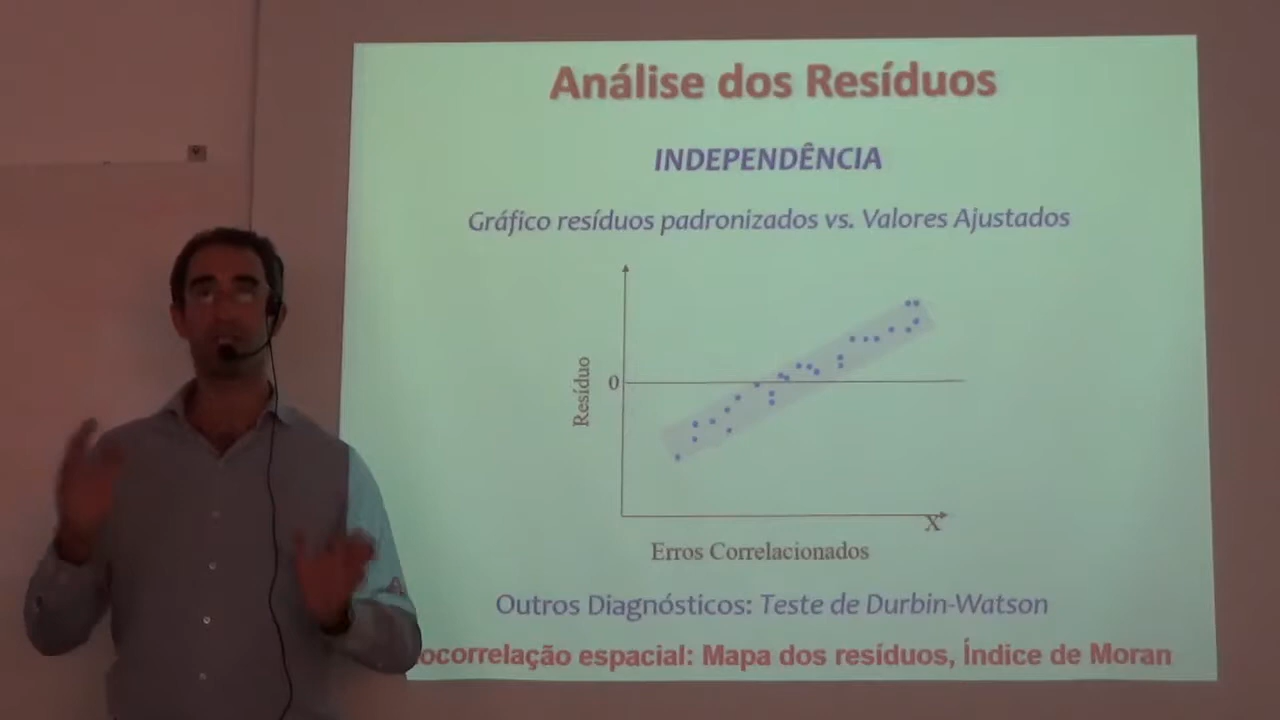 Análise dos Resíduos
INDEPENDÊNCIA
Gráfico resíduos padronizados vs. Valores Ajustados
Resíduo
0
X
Erros Correlacionados
Outros Diagnósticos: Teste de Durbin-Watson
ocorrelação espacial: Mapa dos resíduos, Índice de Moran